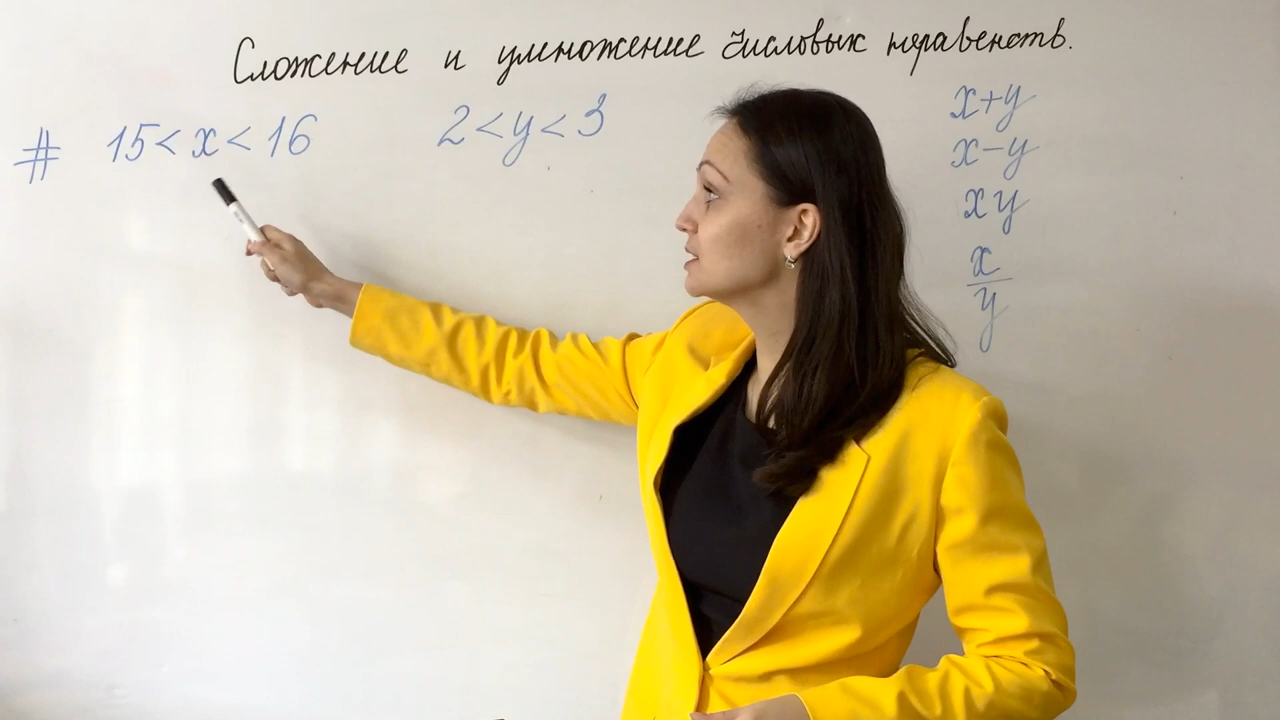 Сложение и умножение числовых неравенств.
# 15 < x < 16 2 < y < 3
x+y
x-y
xy
x
y